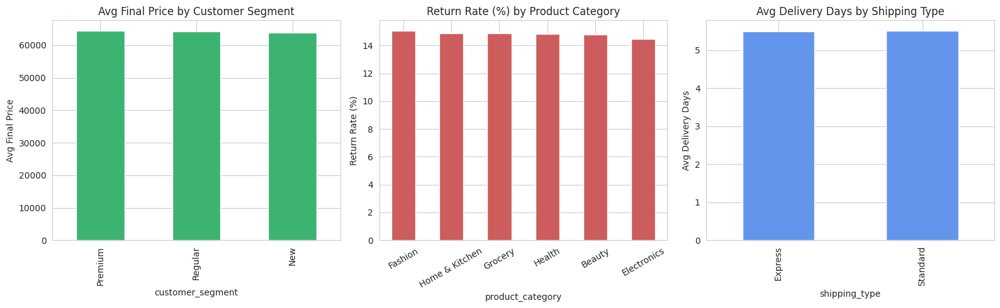 Avg Final Price by Customer Segment
Avg Final Price
60000
50000
40000
30000
20000
10000
0
Premium
Regular
New
customer_segment
Return Rate (%) by Product Category
Return Rate (%)
14
12
10
8
6
4
2
0
Fashion
Home & Kitchen
Grocery
Health
Beauty
Electronics
product_category
Avg Delivery Days by Shipping Type
Avg Delivery Days
5
4
3
2
1
0
Express
Standard
shipping_type